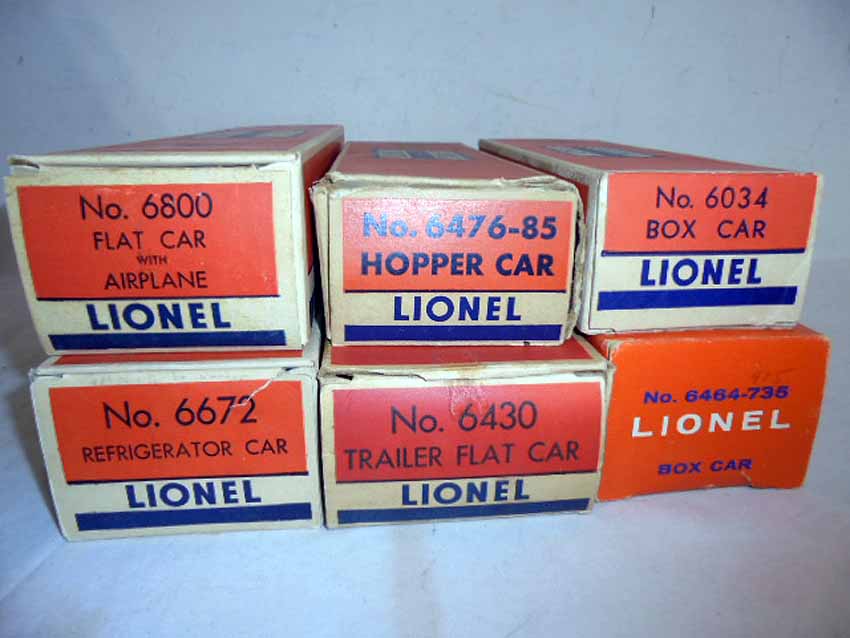 No. 6800
FLAT CAR
WITH
AIRPLANE
LIONEL
No. 6476-85
HOPPER CAR
LIONEL
No. 6034
BOX CAR
LIONEL
No. 6672
REFRIGERATOR CAR
LIONEL
No. 6430
TRAILER FLAT CAR
LIONEL
No. 6464-735
LIONEL
BOX CAR